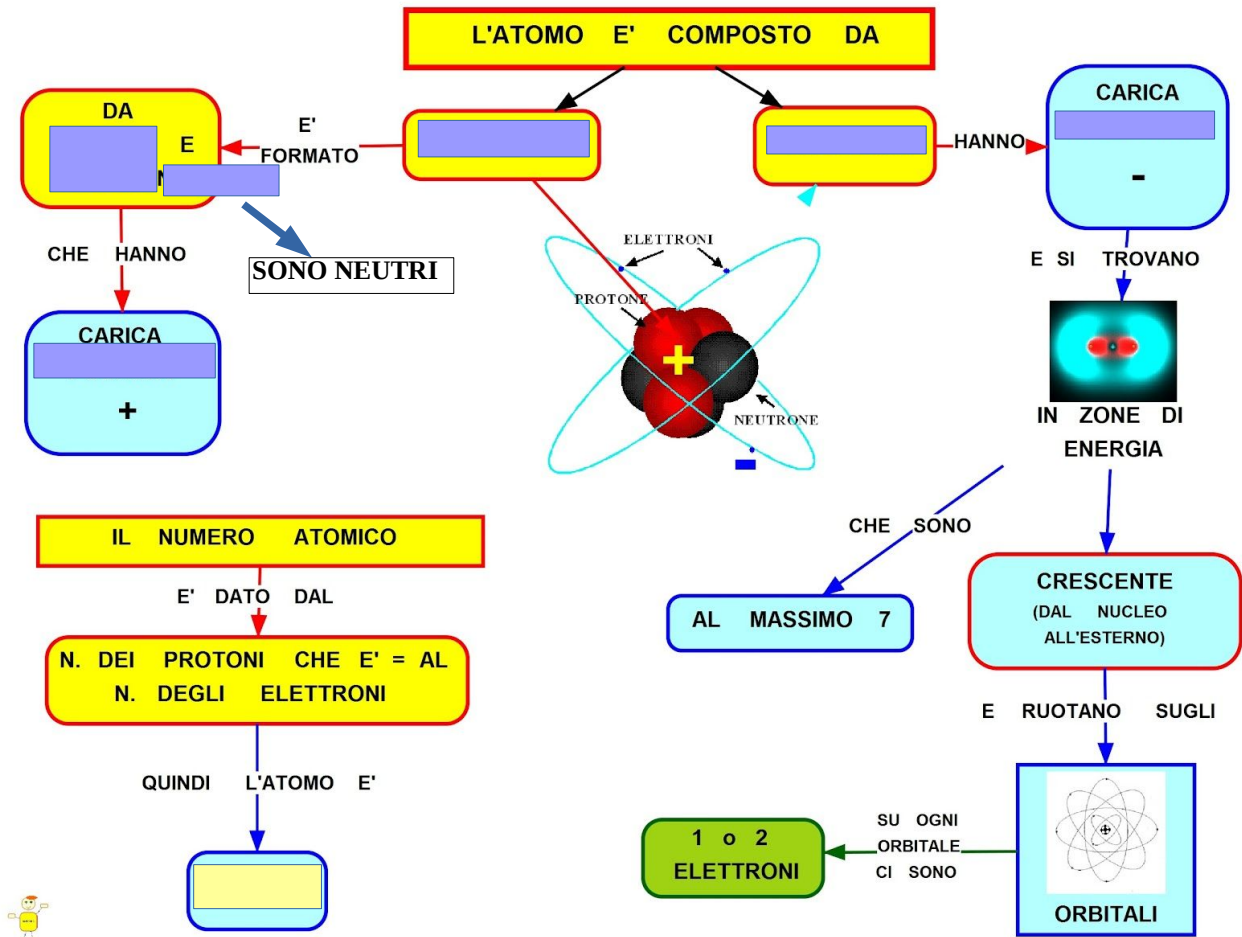 L'ATOMO E' COMPOSTO DA
DA
E
E'
FORMATO
HANNO
CARICA
-
CHE HANNO
SONO NEUTRI
E SI TROVANO
CARICA
+
ELETTRONI
PROTONE
+
NEUTRONE
-
IN ZONE DI
ENERGIA
CHE SONO
AL MASSIMO 7
CRESCENTE
(DAL NUCLEO
ALL'ESTERNO)
E RUOTANO SUGLI
ORBITALI
SU OGNI
ORBITALE
CI SONO
1 o 2
ELETTRONI
IL NUMERO ATOMICO
E' DATO DAL
N. DEI PROTONI CHE E' = AL
N. DEGLI ELETTRONI
QUINDI L'ATOMO E'